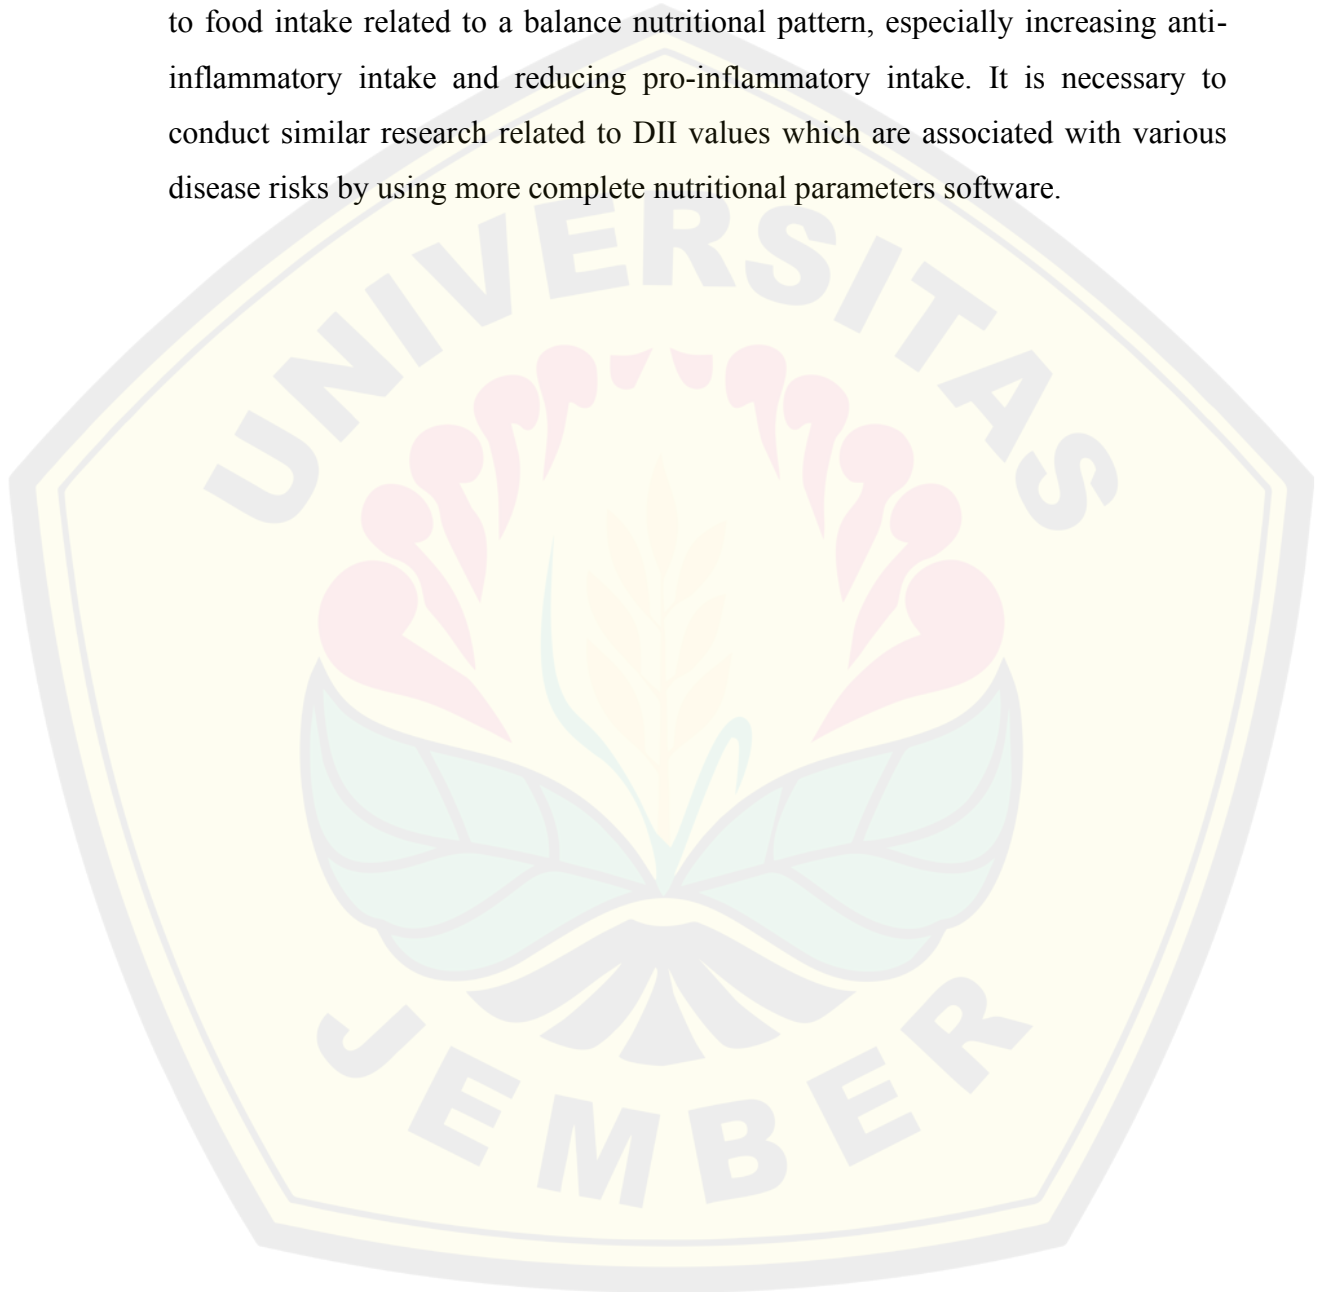 to food intake related to a balance nutritional pattern, especially increasing anti-
inflammatory intake and reducing pro-inflammatory intake. It is necessary to
conduct similar research related to DII values which are associated with various
disease risks by using more complete nutritional parameters software.
UNIVERSITAS
JEMBER